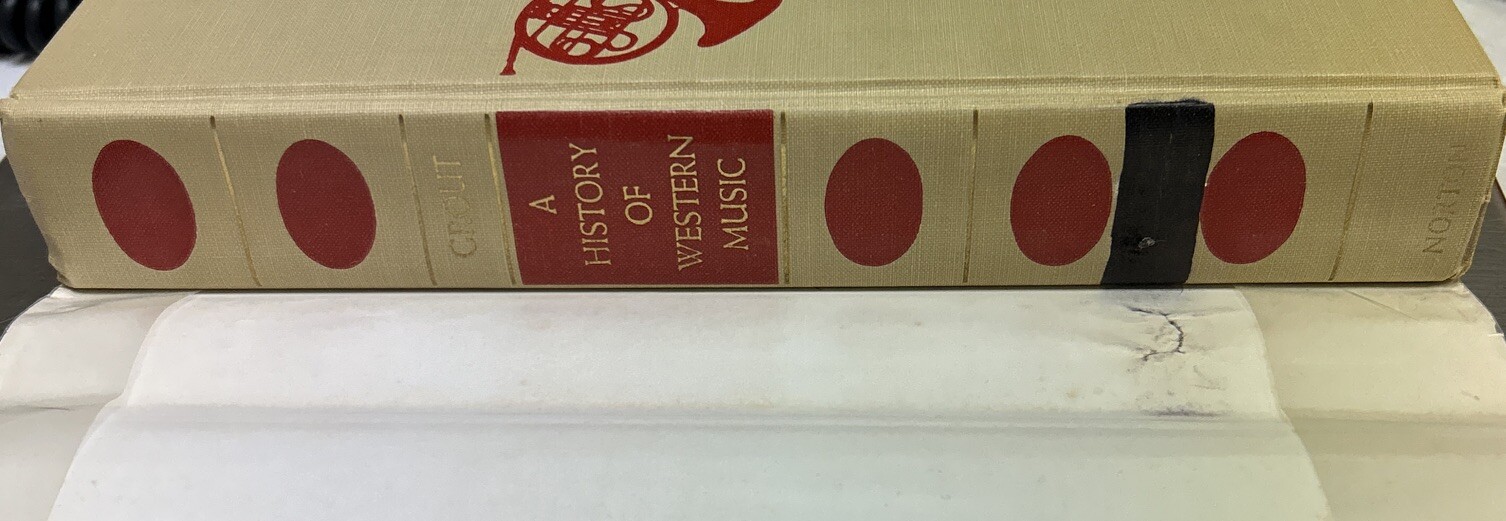 GROUT
A
HISTORY
OF
WESTERN
MUSIC
NORTON